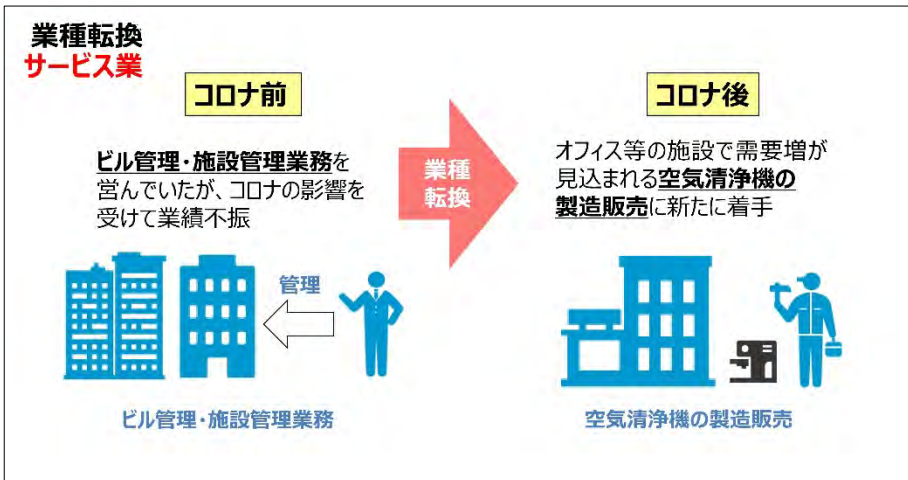 業種転換
サービス業
コロナ前
ビル管理・施設管理業務を
営んでいたが、コロナの影響を
受けて業績不振
業種
転換
コロナ後
オフィス等の施設で需要増が
見込まれる空気清浄機の
製造販売に新たに着手
管理
ビル管理・施設管理業務
空気清浄機の製造販売